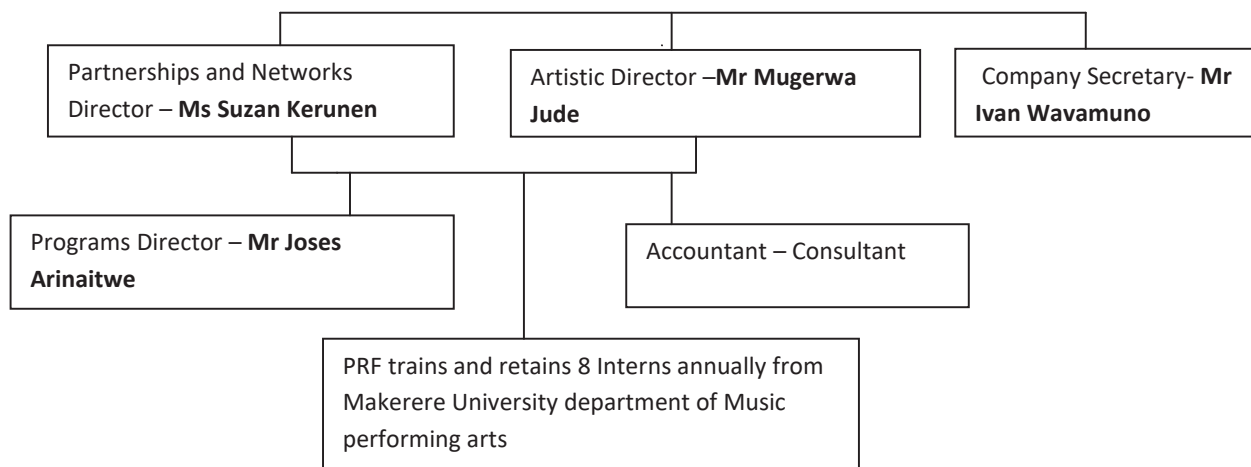 Partnerships and Networks
Director – Ms Suzan Kerunen
Artistic Director –Mr Mugerwa
Jude
Company Secretary- Mr
Ivan Wavamuno
Programs Director – Mr Joses
Arinaitwe
Accountant – Consultant
PRF trains and retains 8 Interns annually from
Makerere University department of Music
performing arts